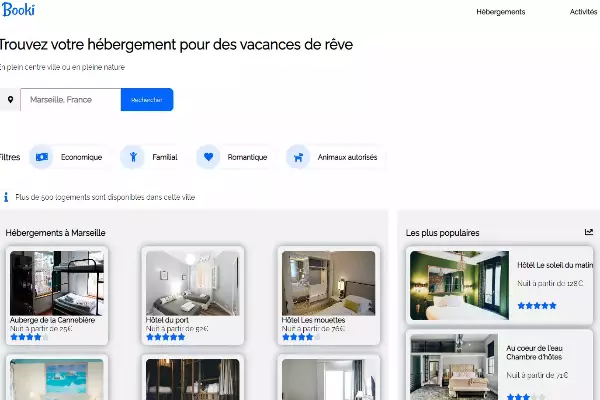 Booki
Hébergements
Activités
Trouvez votre hébergement pour des vacances de rêve
En plein centre ville ou en pleine nature
Marseille, France
Rechercher
Filtres
Economique
Familial
Romantique
Animaux autorisés
Plus de 500 logements sont disponibles dans cette ville
Hébergements à Marseille
Auberge de la Cannebière
Nuit à partir de 25€
Hôtel du port
Nuit à partir de 52€
Hôtel Les mouettes
Nuit à partir de 76€
Les plus populaires
Hôtél Le soleil du matin
Nuit à partir de 128€
Au coeur de l'eau
Chambre d'hôtes
Nuit à partir de 71€